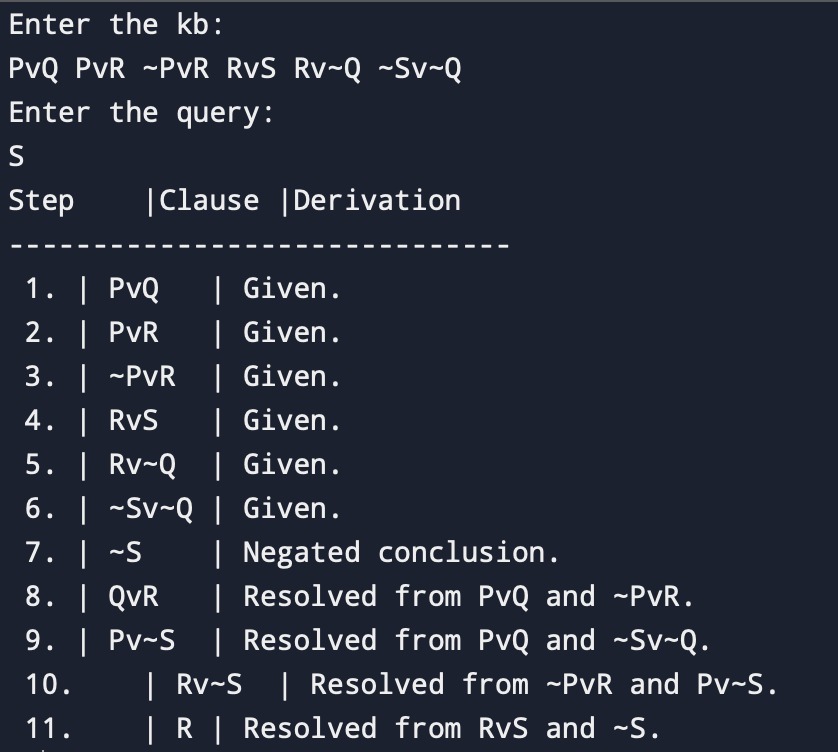 Enter the kb:
PvQ PvR ~PvR RvS Rv~Q ~Sv~Q
Enter the query:
S
Step    |Clause |Derivation
------------------------------
 1. | PvQ   | Given.
 2. | PvR   | Given.
 3. | ~PvR  | Given.
 4. | RvS   | Given.
 5. | Rv~Q  | Given.
 6. | ~Sv~Q | Given.
 7. | ~S    | Negated conclusion.
 8. | QvR   | Resolved from PvQ and ~PvR.
 9. | Pv~S  | Resolved from PvQ and ~Sv~Q.
 10.    | Rv~S  | Resolved from ~PvR and Pv~S.
 11.    | R | Resolved from RvS and ~S.